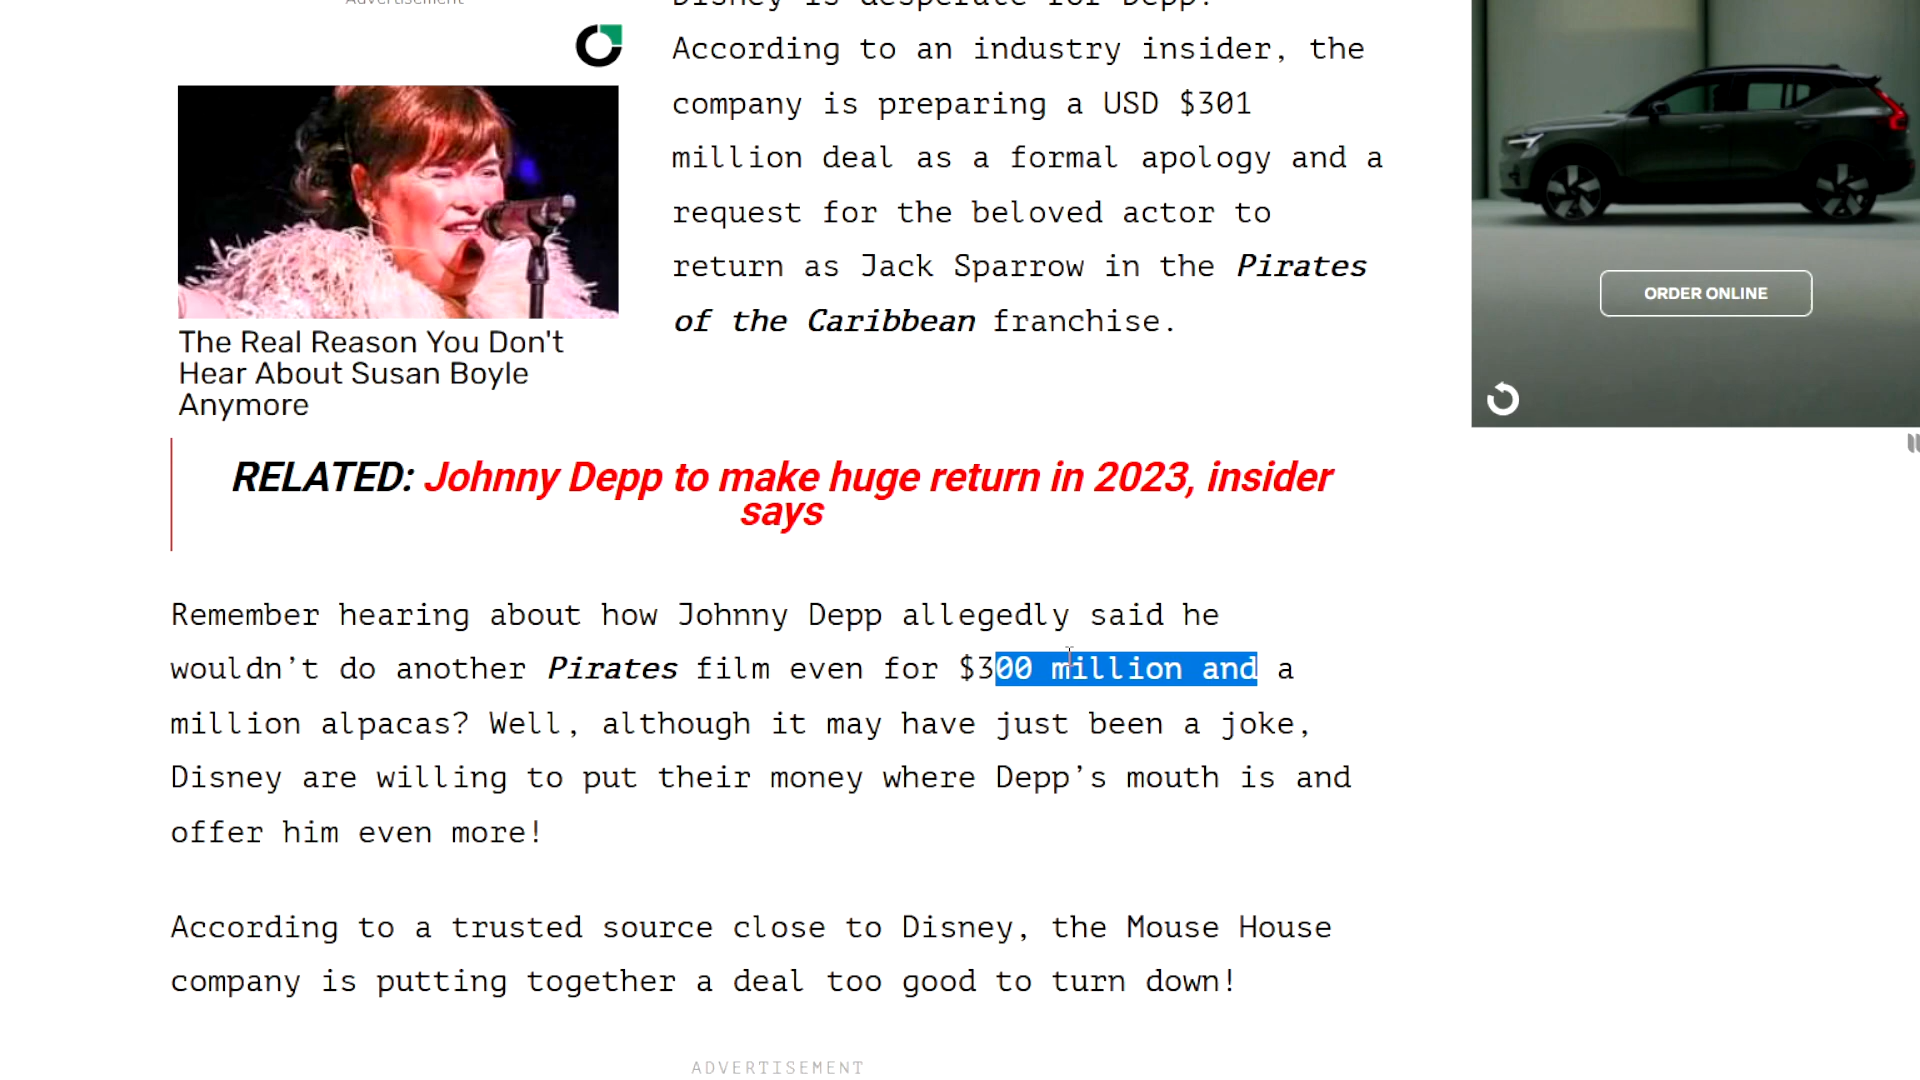 Advertisement
Disney is desperate for Depp!
According to an industry insider, the
company is preparing a USD $301
million deal as a formal apology and a
request for the beloved actor to
return as Jack Sparrow in the Pirates
of the Caribbean franchise.
The Real Reason You Don't
Hear About Susan Boyle
Anymore
ORDER ONLINE
RELATED: Johnny Depp to make huge return in 2023, insider
says
Remember hearing about how Johnny Depp allegedly said he
wouldn’t do another Pirates film even for $300 million and a
million alpacas? Well, although it may have just been a joke,
Disney are willing to put their money where Depp’s mouth is and
offer him even more!
According to a trusted source close to Disney, the Mouse House
company is putting together a deal too good to turn down!
ADVERTISEMENT